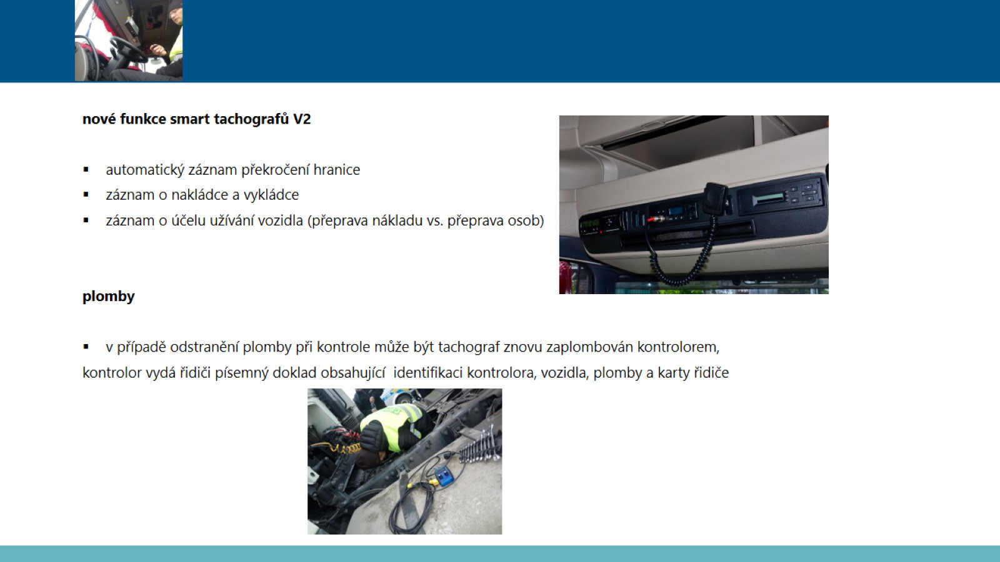 nové funkce smart tachografů V2
▪ automatický záznam překročení hranice
▪ záznam o nakládce a vykládce
▪ záznam o účelu užívání vozidla (přeprava nákladu vs. přeprava osob)
plomby
▪ v případě odstranění plomby při kontrole může být tachograf znovu zaplombován kontrolorem,
kontrolor vydá řidiči písemný doklad obsahující  identifikaci kontrolora, vozidla, plomby a karty řidiče